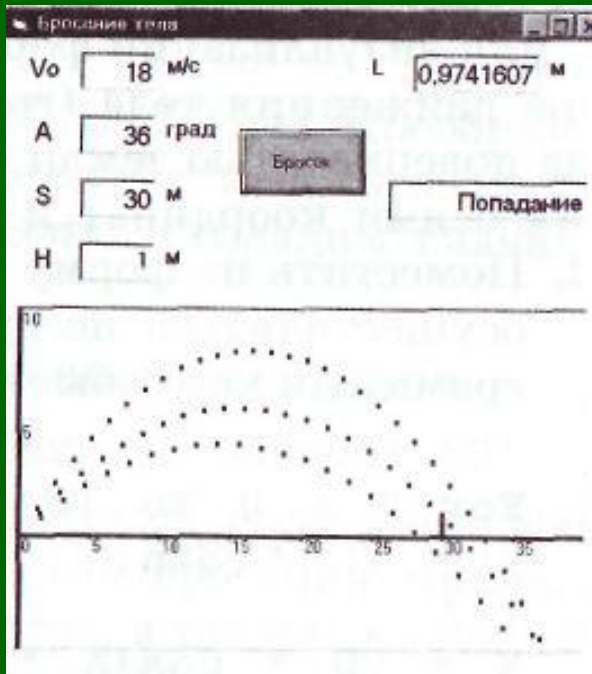 Бросание тела
Vo 18 м/с L 0,9741607 м
A 36 град
Бросок
S 30 м Попадание
H 1 м
10
5
0 5 10 15 20 25 30 35